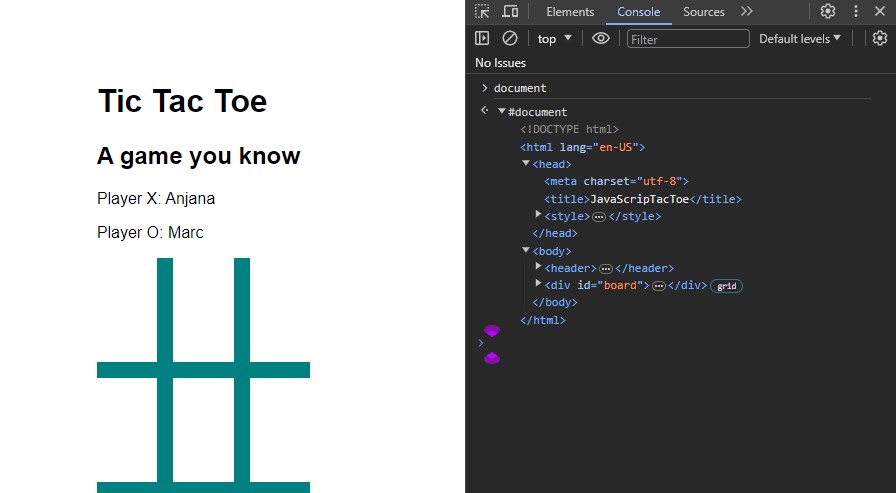 Tic Tac Toe
A game you know
Player X: Anjana
Player O: Marc
Elements Console Sources
top Filter Default levels
No Issues
document
#document
<!DOCTYPE html>
<html lang="en-US">
<head>
<meta charset="utf-8">
<title>JavaScripTacToe</title>
<style>…</style>
</head>
<body>
<header>…</header>
<div id="board">…</div> grid
</body>
</html>